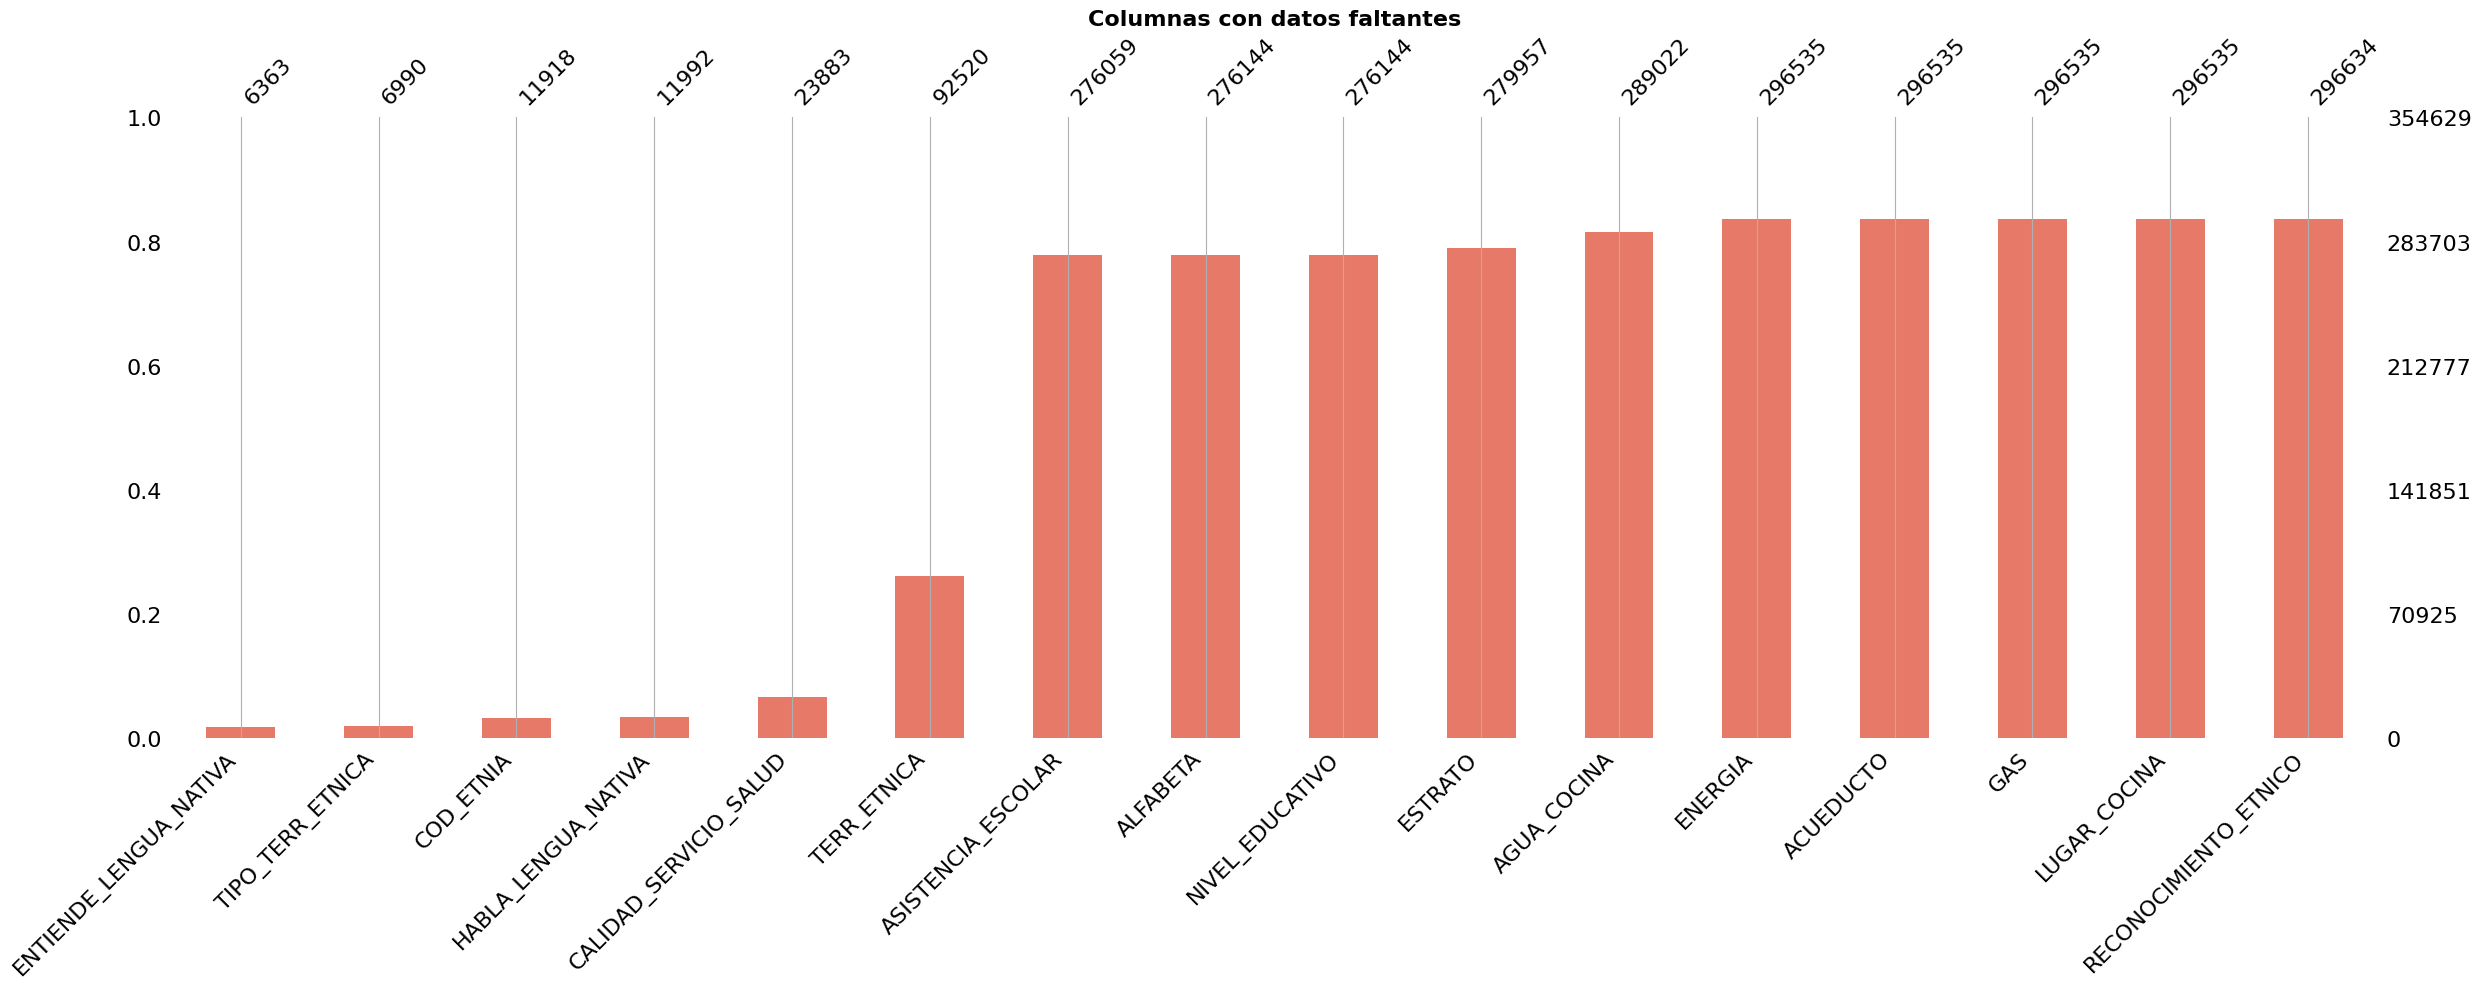 Columnas con datos faltantes
6363
6990
11918
11992
23883
92520
276059
276144
276144
279957
289022
296535
296535
296535
296535
296634
1.0
354629
0.8
283703
0.6
212777
0.4
141851
0.2
70925
0.0
0
ENTIENDE_LENGUA_NATIVA
TIPO_TERR_ETNICA
COD_ETNIA
HABLA_LENGUA_NATIVA
CALIDAD_SERVICIO_SALUD
TERR_ETNICA
ASISTENCIA_ESCOLAR
ALFABETA
NIVEL_EDUCATIVO
ESTRATO
AGUA_COCINA
ENERGIA
ACUEDUCTO
GAS
LUGAR_COCINA
RECONOCIMIENTO_ETNICO